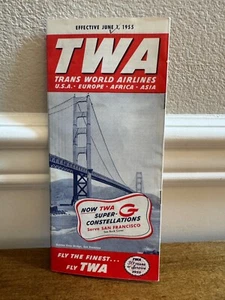 EFFECTIVE JUNE 1, 1955
TWA
TRANS WORLD AIRLINES
U.S.A. · EUROPE · AFRICA · ASIA
NOW TWA
SUPER-G
CONSTELLATIONS
Serve SAN FRANCISCO
FLY THE FINEST...
FLY TWA
TWA